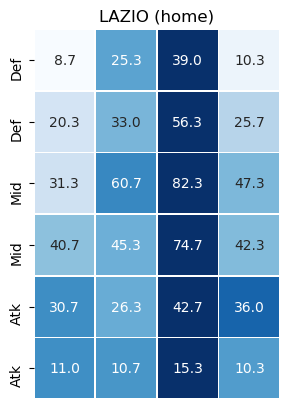 LAZIO (home)
Def 8.7 25.3 39.0 10.3
Def 20.3 33.0 56.3 25.7
Mid 31.3 60.7 82.3 47.3
Mid 40.7 45.3 74.7 42.3
Atk 30.7 26.3 42.7 36.0
Atk 11.0 10.7 15.3 10.3